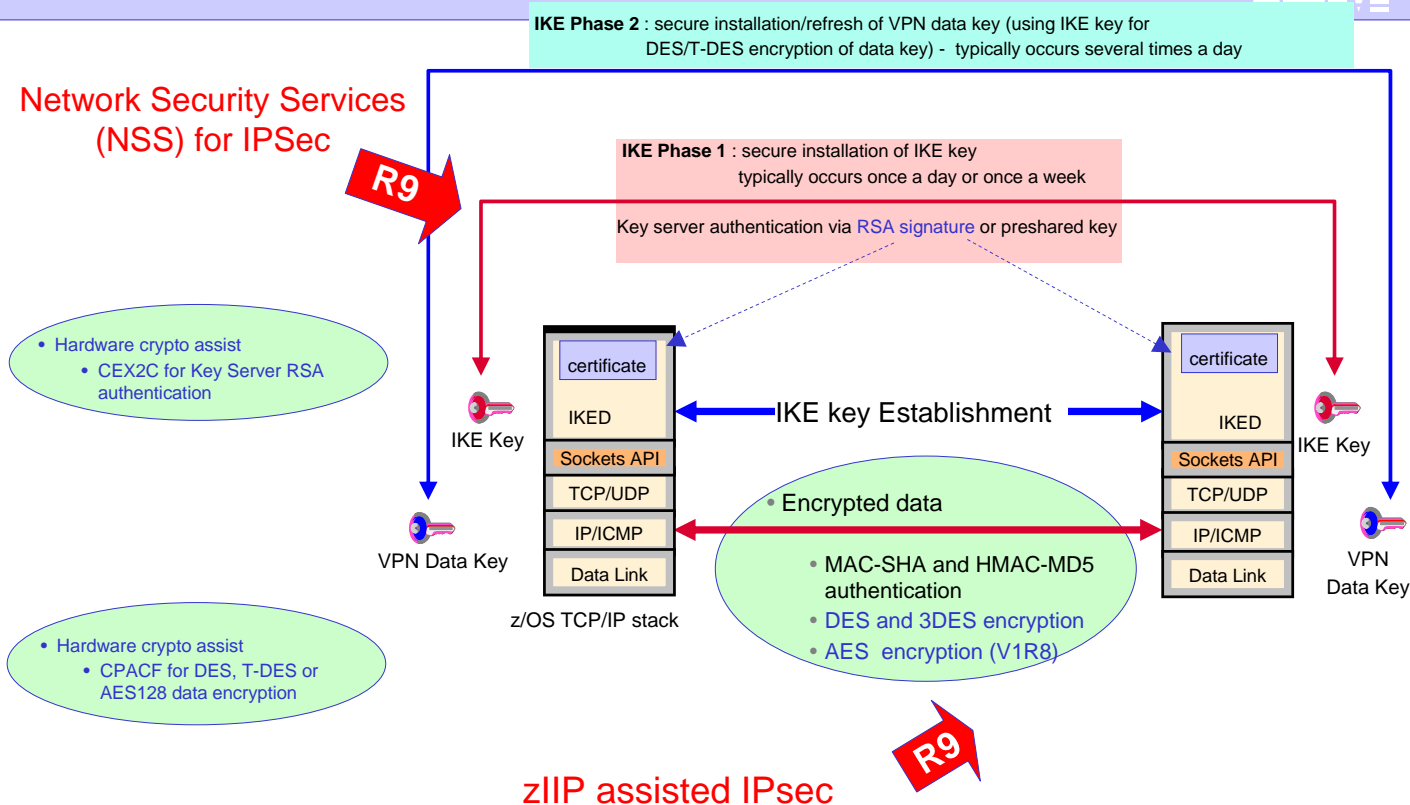 IKE Phase 2 : secure installation/refresh of VPN data key (using IKE key for
DES/T-DES encryption of data key) - typically occurs several times a day
Network Security Services
(NSS) for IPSec
R9
IKE Phase 1 : secure installation of IKE key
typically occurs once a day or once a week
Key server authentication via RSA signature or preshared key
• Hardware crypto assist
• CEX2C for Key Server RSA
authentication
IKE Key
VPN Data Key
certificate
IKED
Sockets API
TCP/UDP
IP/ICMP
Data Link
z/OS TCP/IP stack
IKE key Establishment
• Encrypted data
• MAC-SHA and HMAC-MD5
authentication
• DES and 3DES encryption
• AES encryption (V1R8)
certificate
IKED
Sockets API
TCP/UDP
IP/ICMP
Data Link
IKE Key
VPN
Data Key
• Hardware crypto assist
• CPACF for DES, T-DES or
AES128 data encryption
R9
zIIP assisted IPsec